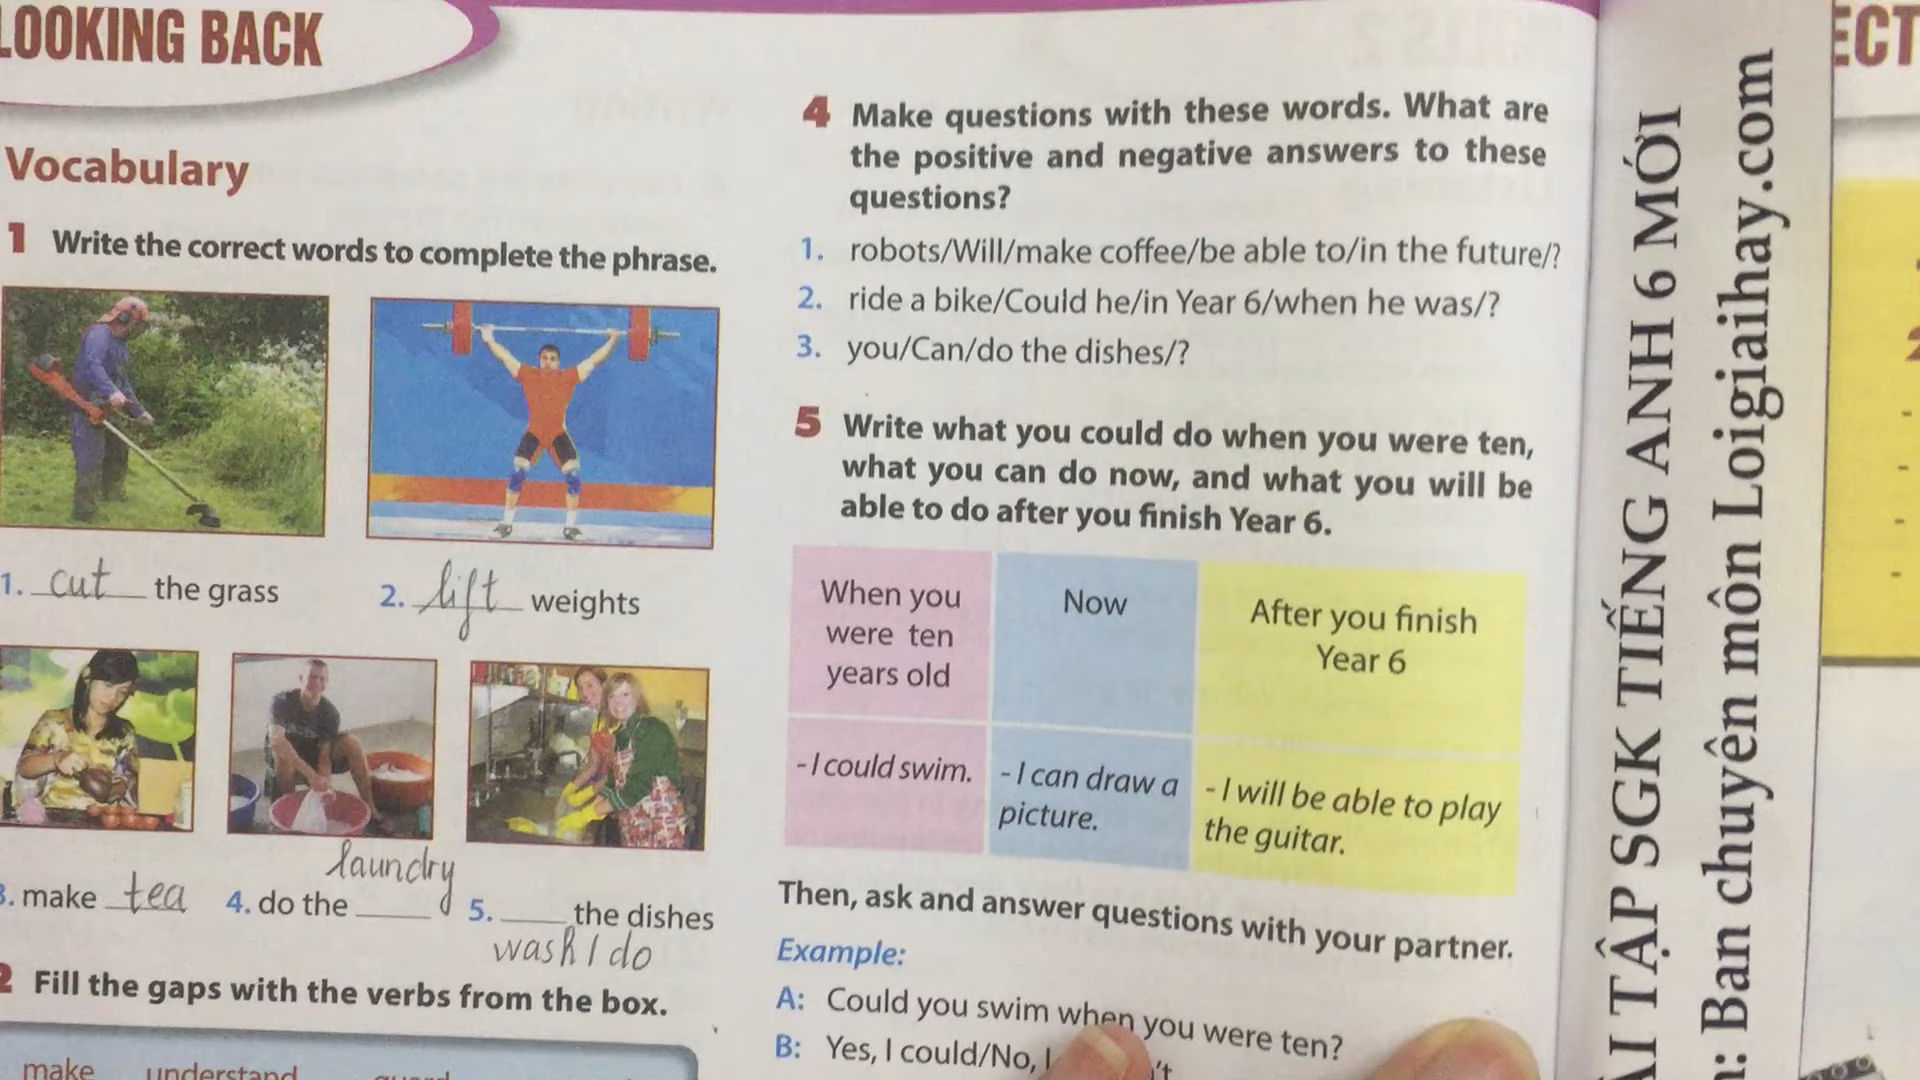 LOOKING BACK
Vocabulary
1 Write the correct words to complete the phrase.
1. cut the grass
2. lift weights
3. make tea
laundry
4. do the ____
5. ____ the dishes
wash / do
2 Fill the gaps with the verbs from the box.
make understand guard
4 Make questions with these words. What are
the positive and negative answers to these
questions?
1. robots/Will/make coffee/be able to/in the future/?
2. ride a bike/Could he/in Year 6/when he was/?
3. you/Can/do the dishes/?
5 Write what you could do when you were ten,
what you can do now, and what you will be
able to do after you finish Year 6.
When you
were ten
years old
Now
After you finish
Year 6
- I could swim.
- I can draw a
picture.
- I will be able to play
the guitar.
Then, ask and answer questions with your partner.
Example:
A: Could you swim when you were ten?
B: Yes, I could/No, I 't
TẬP SGK TIẾNG ANH 6 MỚI
: Ban chuyên môn Loigiaihay.com
ECT